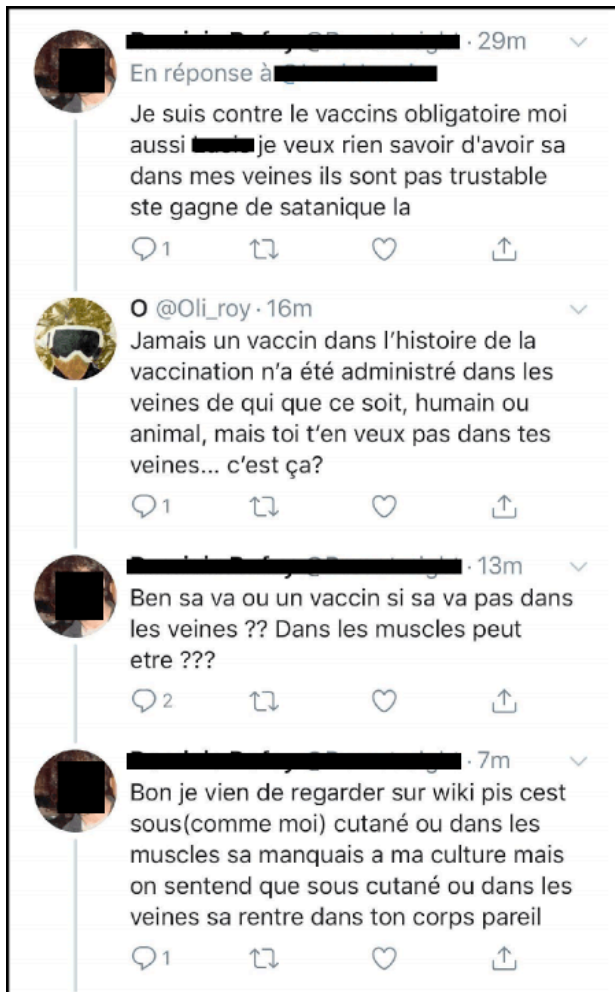 · 29m
En réponse à
Je suis contre le vaccins obligatoire moi
aussi je veux rien savoir d'avoir sa
dans mes veines ils sont pas trustable
ste gagne de satanique la
1
O @Oli_roy · 16m
Jamais un vaccin dans l'histoire de la
vaccination n'a été administré dans les
veines de qui que ce soit, humain ou
animal, mais toi t'en veux pas dans tes
veines... c'est ça?
1
· 13m
Ben sa va ou un vaccin si sa va pas dans
les veines ?? Dans les muscles peut
etre ???
2
· 7m
Bon je vien de regarder sur wiki pis cest
sous(comme moi) cutané ou dans les
muscles sa manquais a ma culture mais
on sentend que sous cutané ou dans les
veines sa rentre dans ton corps pareil
1